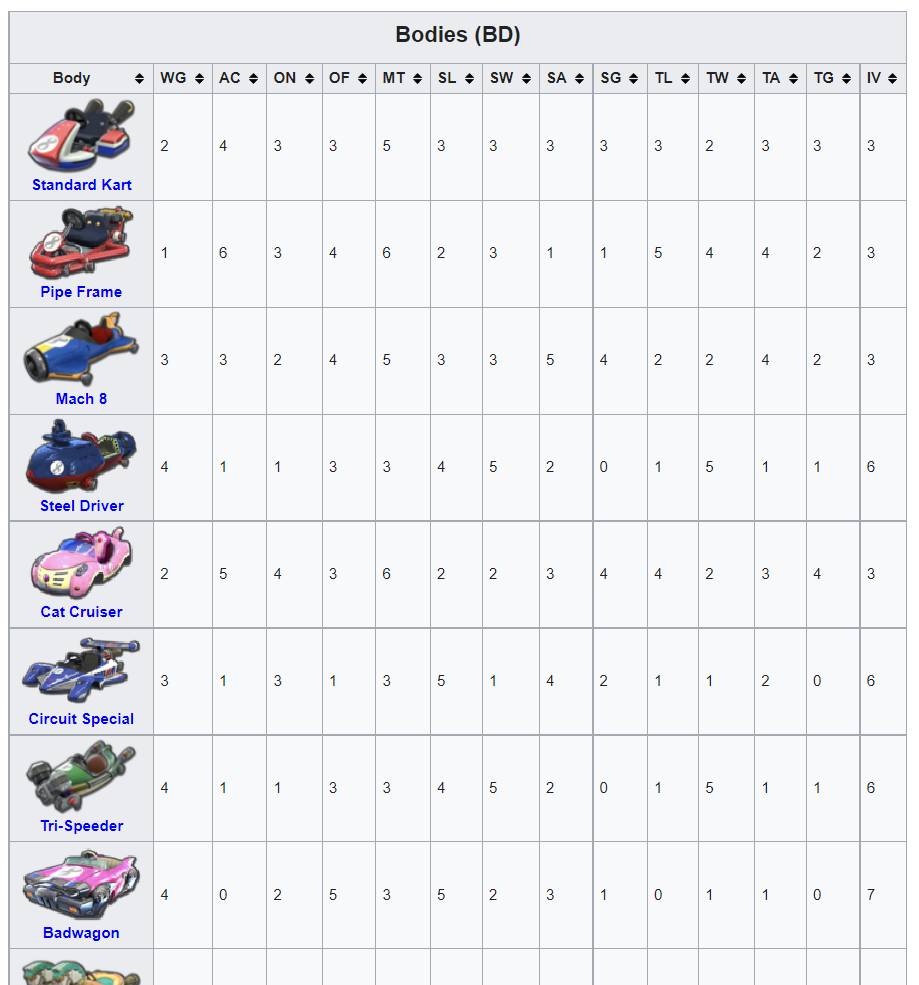 Bodies (BD)
Body WG AC ON OF MT SL SW SA SG TL TW TA TG IV
2 4 3 3 5 3 3 3 3 3 2 3 3 3
Standard Kart
1 6 3 4 6 2 3 1 1 5 4 4 2 3
Pipe Frame
3 3 2 4 5 3 3 5 4 2 2 4 2 3
Mach 8
4 1 1 3 3 4 5 2 0 1 5 1 1 6
Steel Driver
2 5 4 3 6 2 2 3 4 4 2 3 4 3
Cat Cruiser
3 1 3 1 3 5 1 4 2 1 1 2 0 6
Circuit Special
4 1 1 3 3 4 5 2 0 1 5 1 1 6
Tri-Speeder
4 0 2 5 3 5 2 3 1 0 1 1 0 7
Badwagon